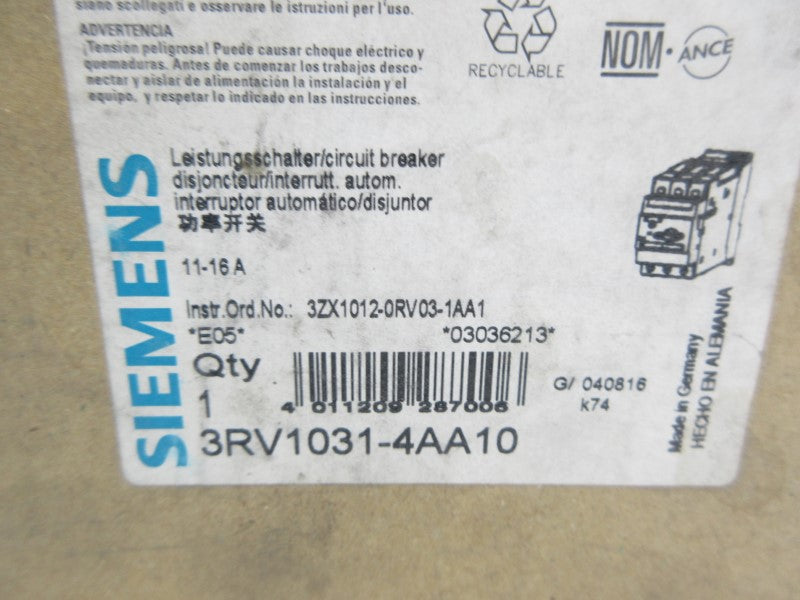 siano scollegati e osservare le istruzioni per l'uso.
ADVERTENCIA
¡Tensión peligrosa! Puede causar choque eléctrico y
quemaduras. Antes de comenzar los trabajos desco-
nectar y aislar de alimentación la instalación y el
equipo, y respetar lo indicado en las instrucciones.
RECYCLABLE
NOM · ANCE
SIEMENS
Leistungsschalter/circuit breaker
disjoncteur/interrutt. autom.
interruptor automático/disjuntor
功率开关
11-16 A
Instr.Ord.No.: 3ZX1012-0RV03-1AA1
*E05* *03036213*
Qty
1
4 011209 287006
G/ 040816
k74
3RV1031-4AA10
Made in Germany
HECHO EN ALEMANIA